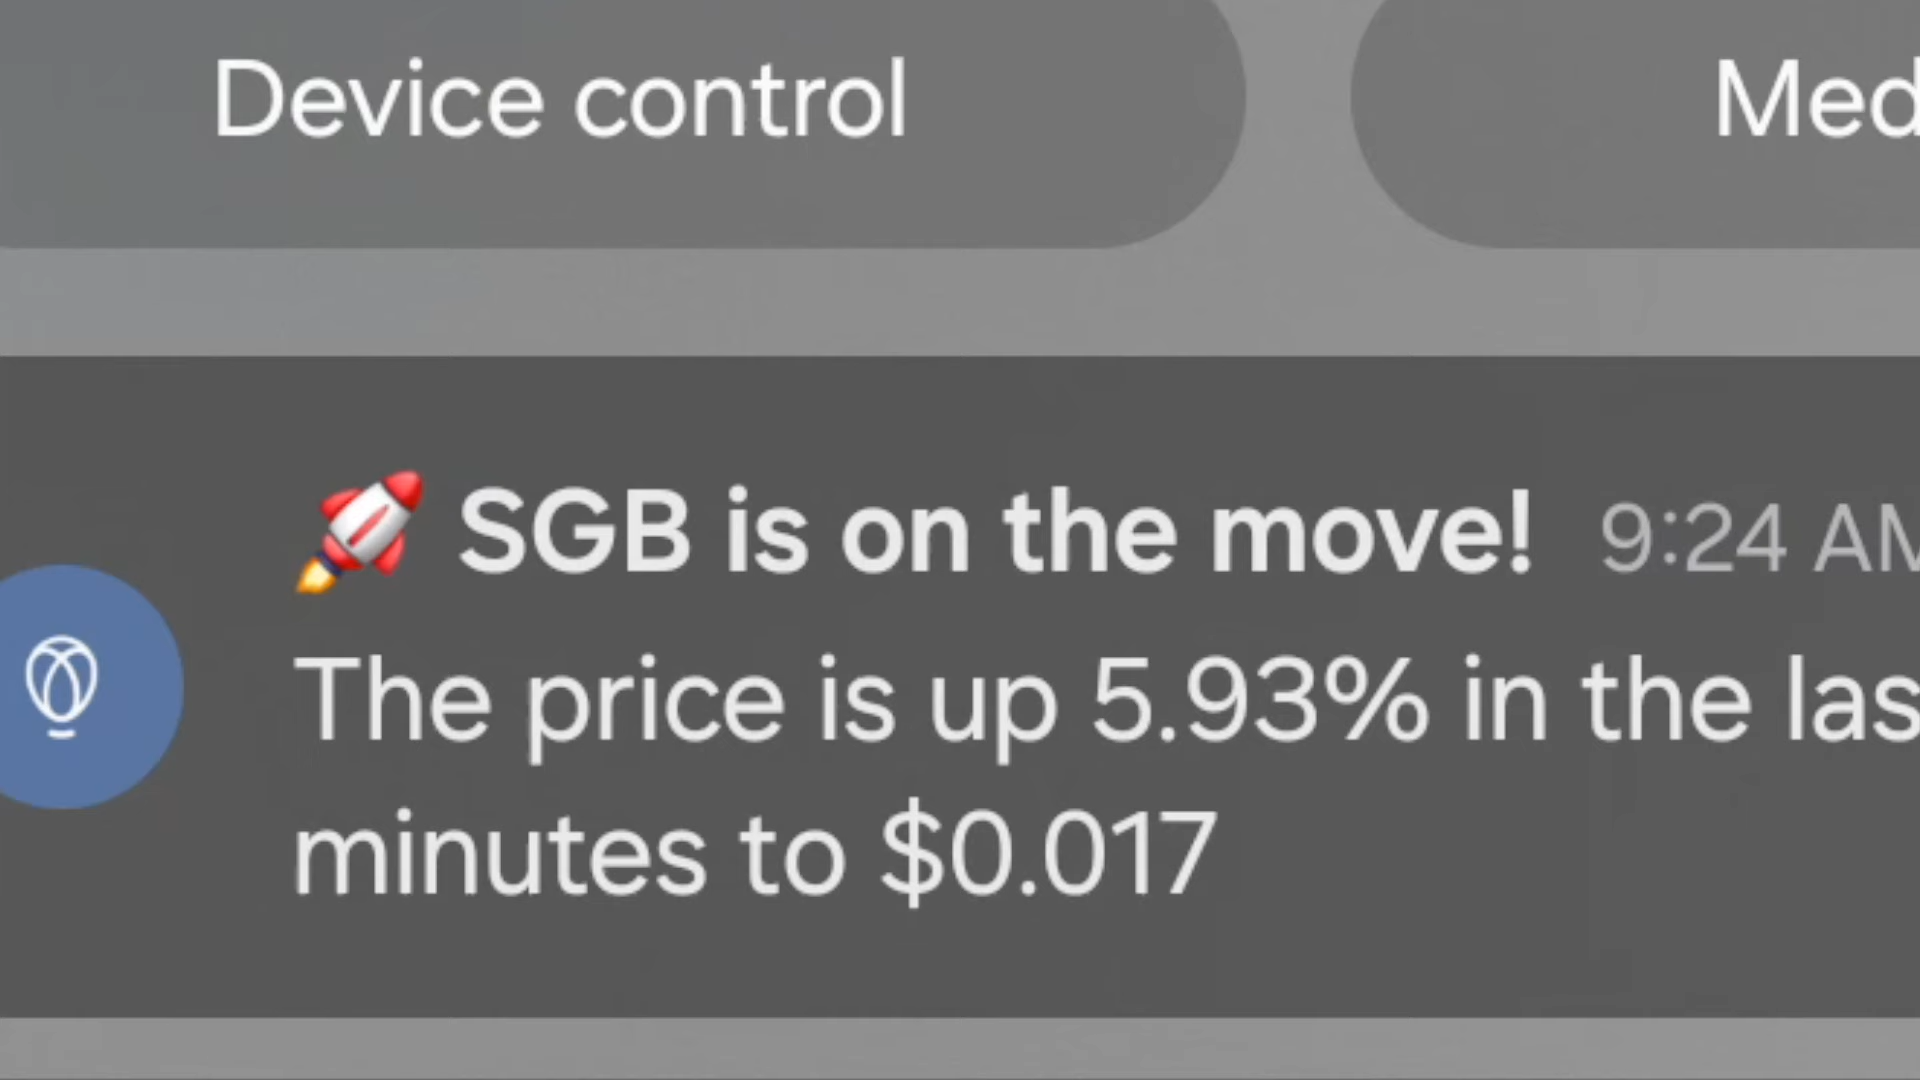 Device control
🚀 SGB is on the move! 9:24 AM
The price is up 5.93% in the
minutes to $0.017